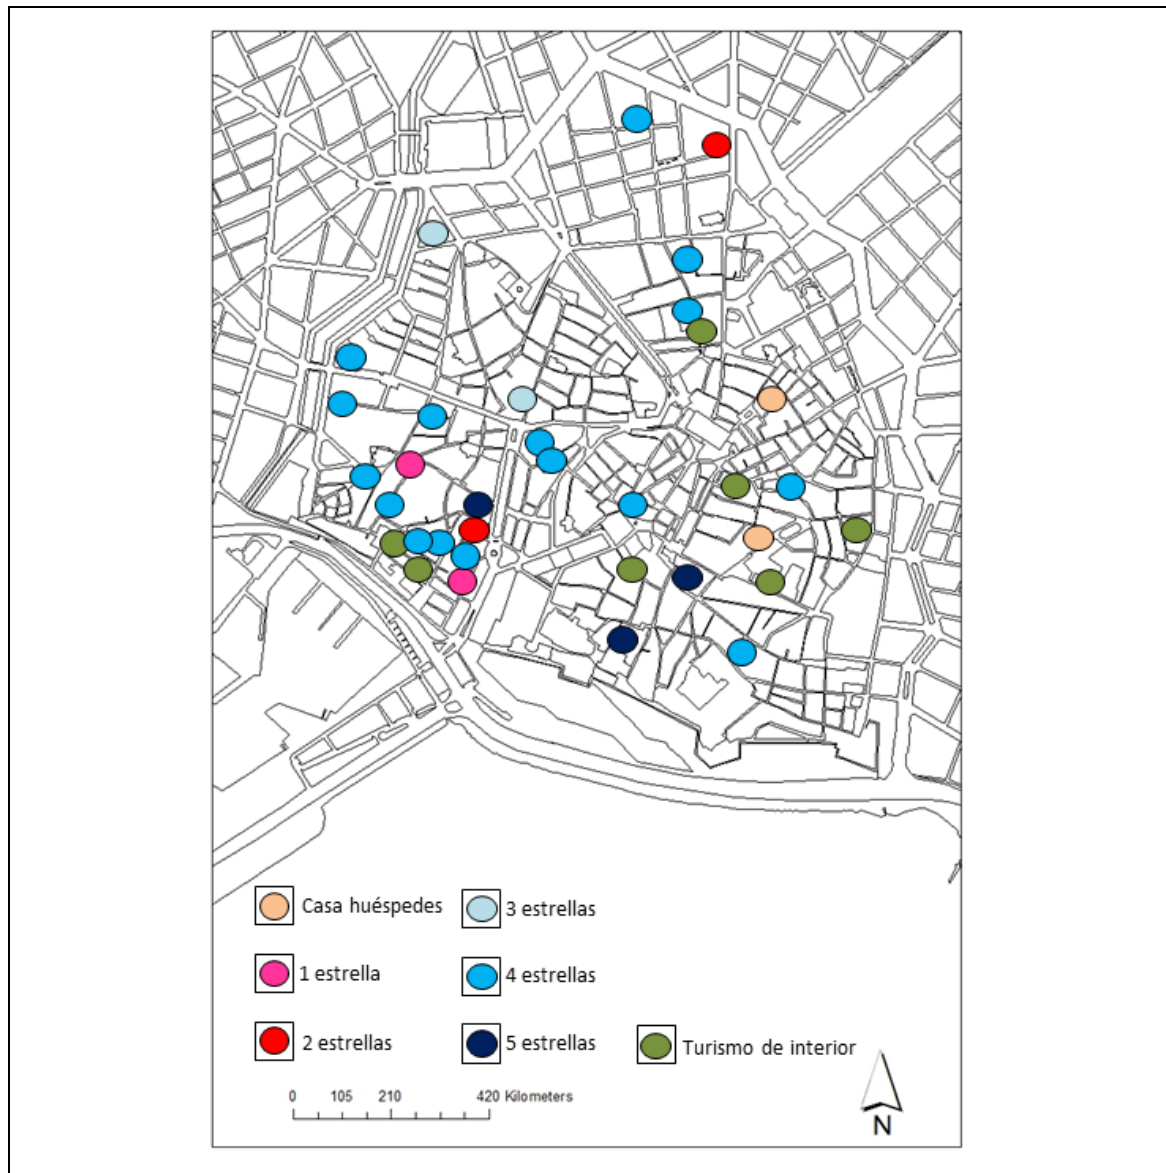 Casa huéspedes
3 estrellas
1 estrella
4 estrellas
2 estrellas
5 estrellas
Turismo de interior
0 105 210 420 Kilometers
N